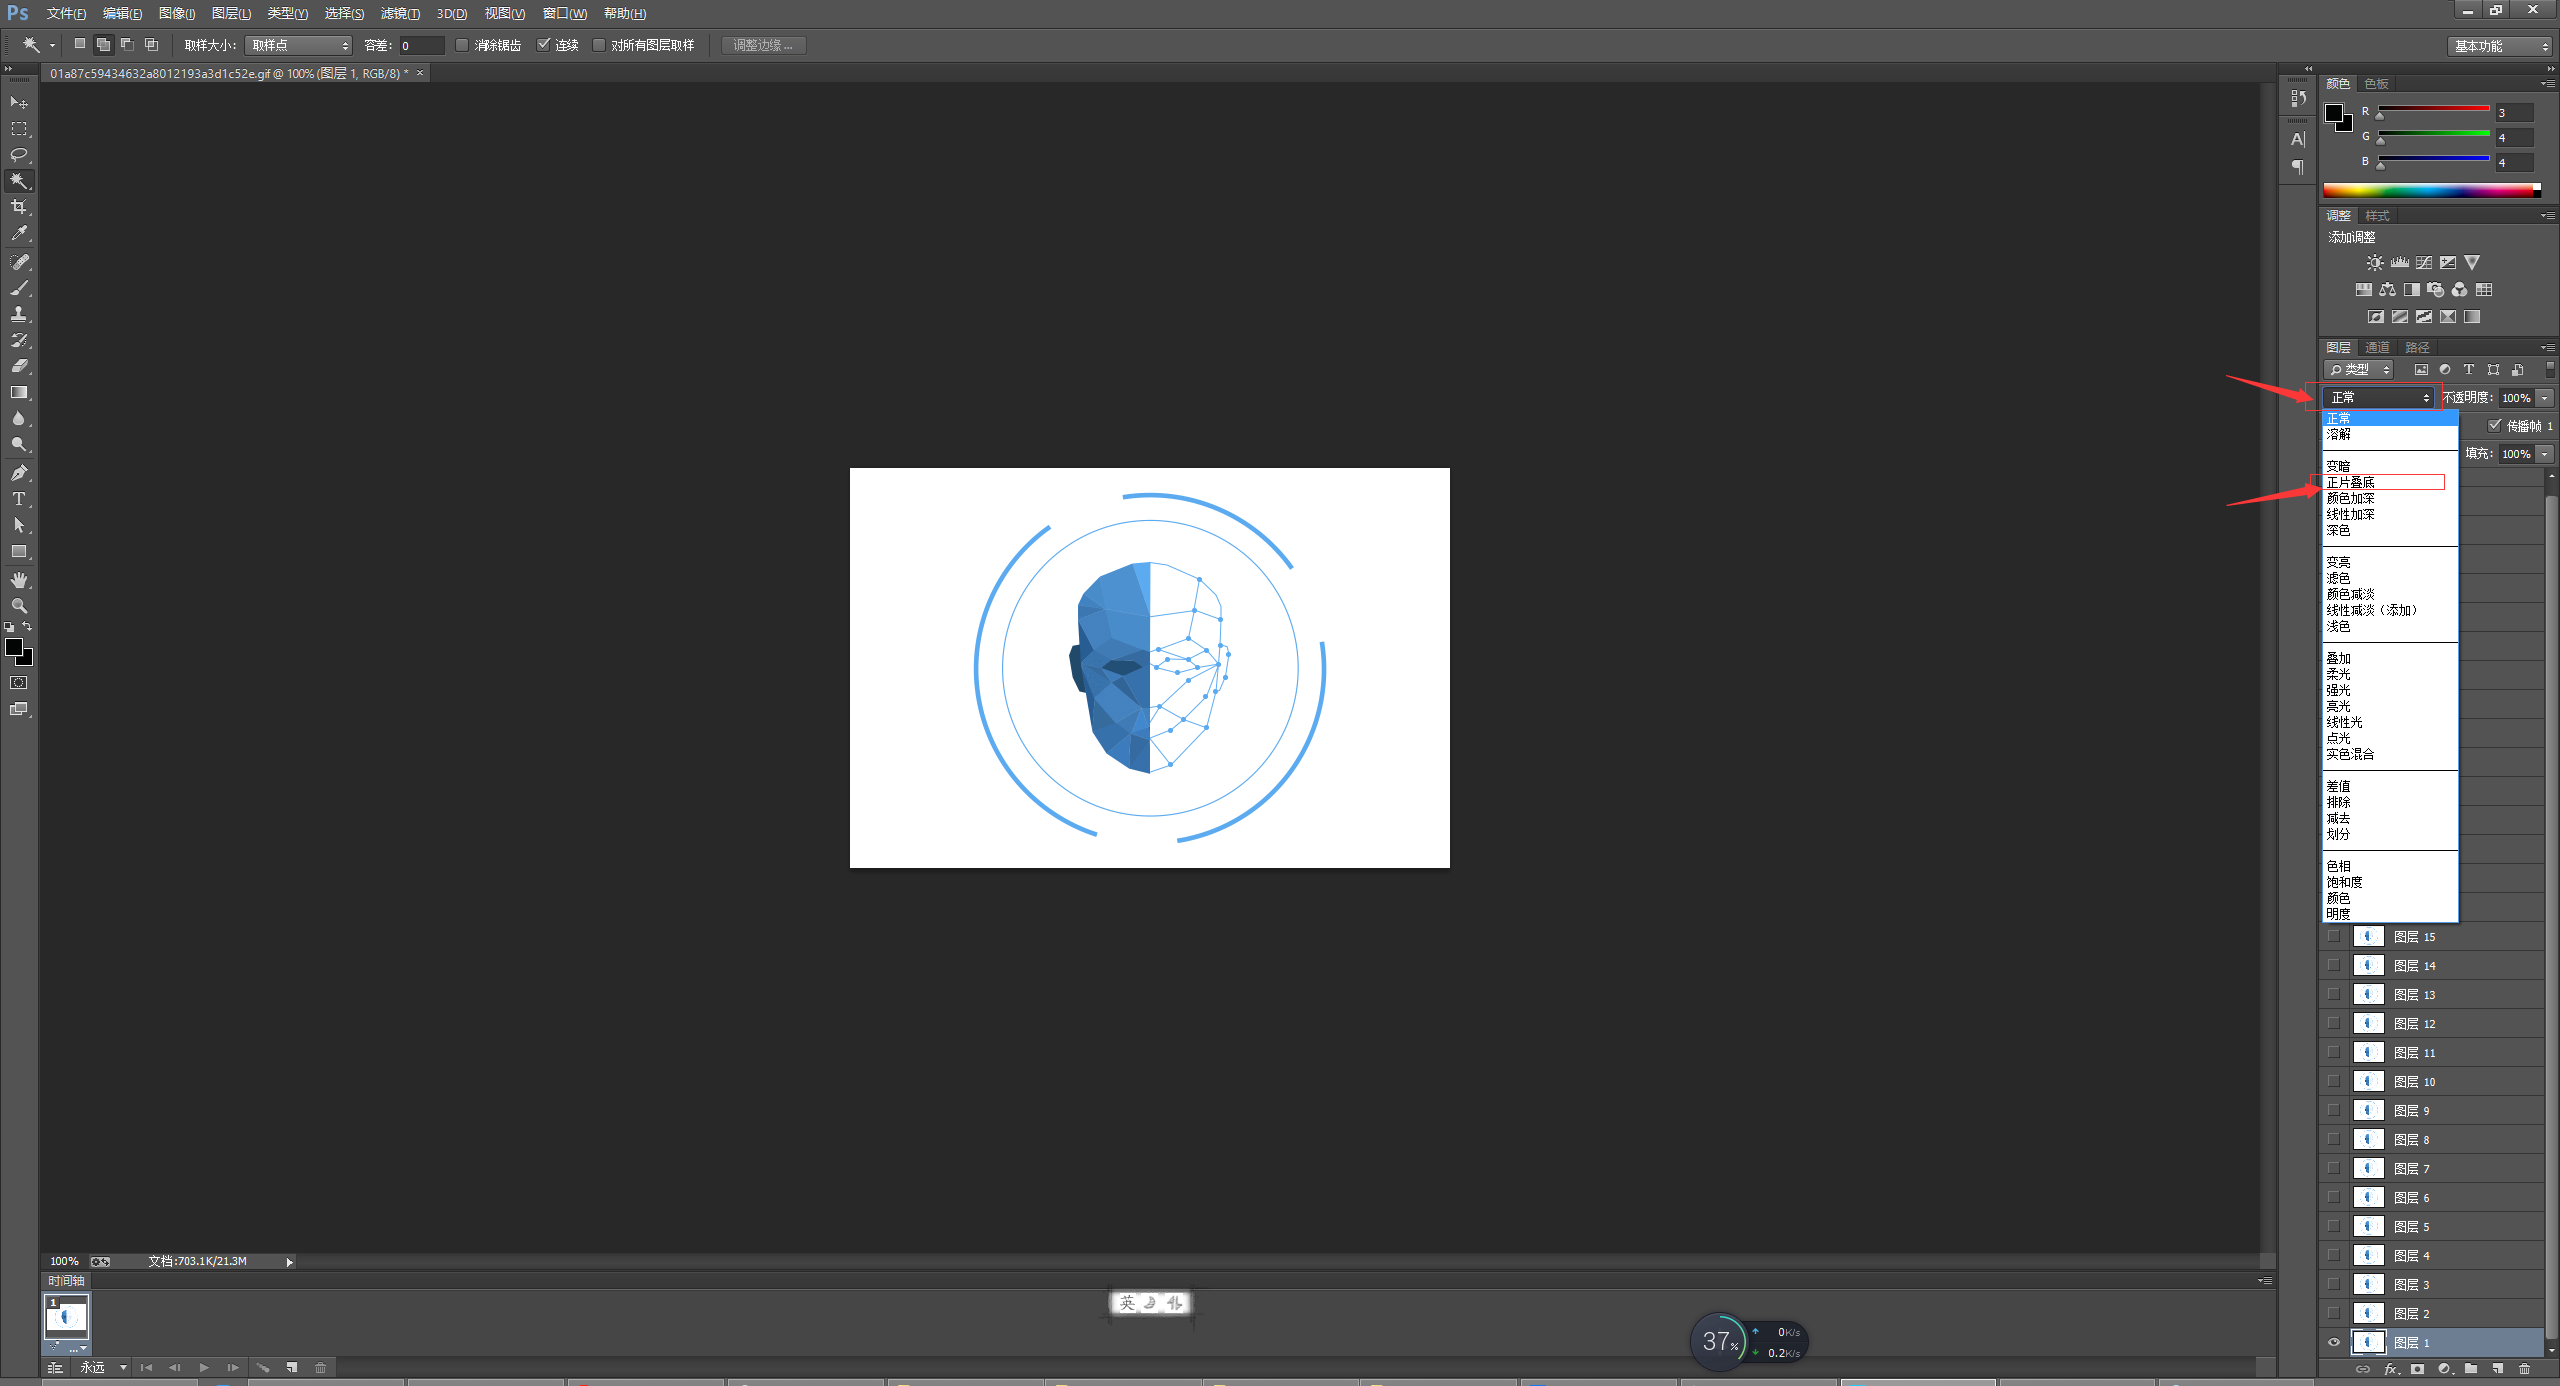 Ps 文件(F) 编辑(E) 图像(I) 图层(L) 类型(Y) 选择(S) 滤镜(T) 3D(D) 视图(V) 窗口(W) 帮助(H)
取样大小: 取样点 容差: 0 消除锯齿 连续 对所有图层取样 调整边缘... 基本功能
01a87c59434632a8012193a3d1c52e.gif @ 100% (图层 1, RGB/8) * ×
颜色 色板
R 3
G 4
B 4
调整 样式
添加调整
图层 通道 路径
类型
正常 不透明度: 100%
传播帧 1
填充: 100%
正常
溶解
变暗
正片叠底
颜色加深
线性加深
深色
变亮
滤色
颜色减淡
线性减淡（添加）
浅色
叠加
柔光
强光
亮光
线性光
点光
实色混合
差值
排除
减去
划分
色相
饱和度
颜色
明度
图层 15
图层 14
图层 13
图层 12
图层 11
图层 10
图层 9
图层 8
图层 7
图层 6
图层 5
图层 4
图层 3
图层 2
图层 1
fx
100% 文档:703.1K/21.3M
时间轴
1
永远
英
37%
0K/s
0.2K/s